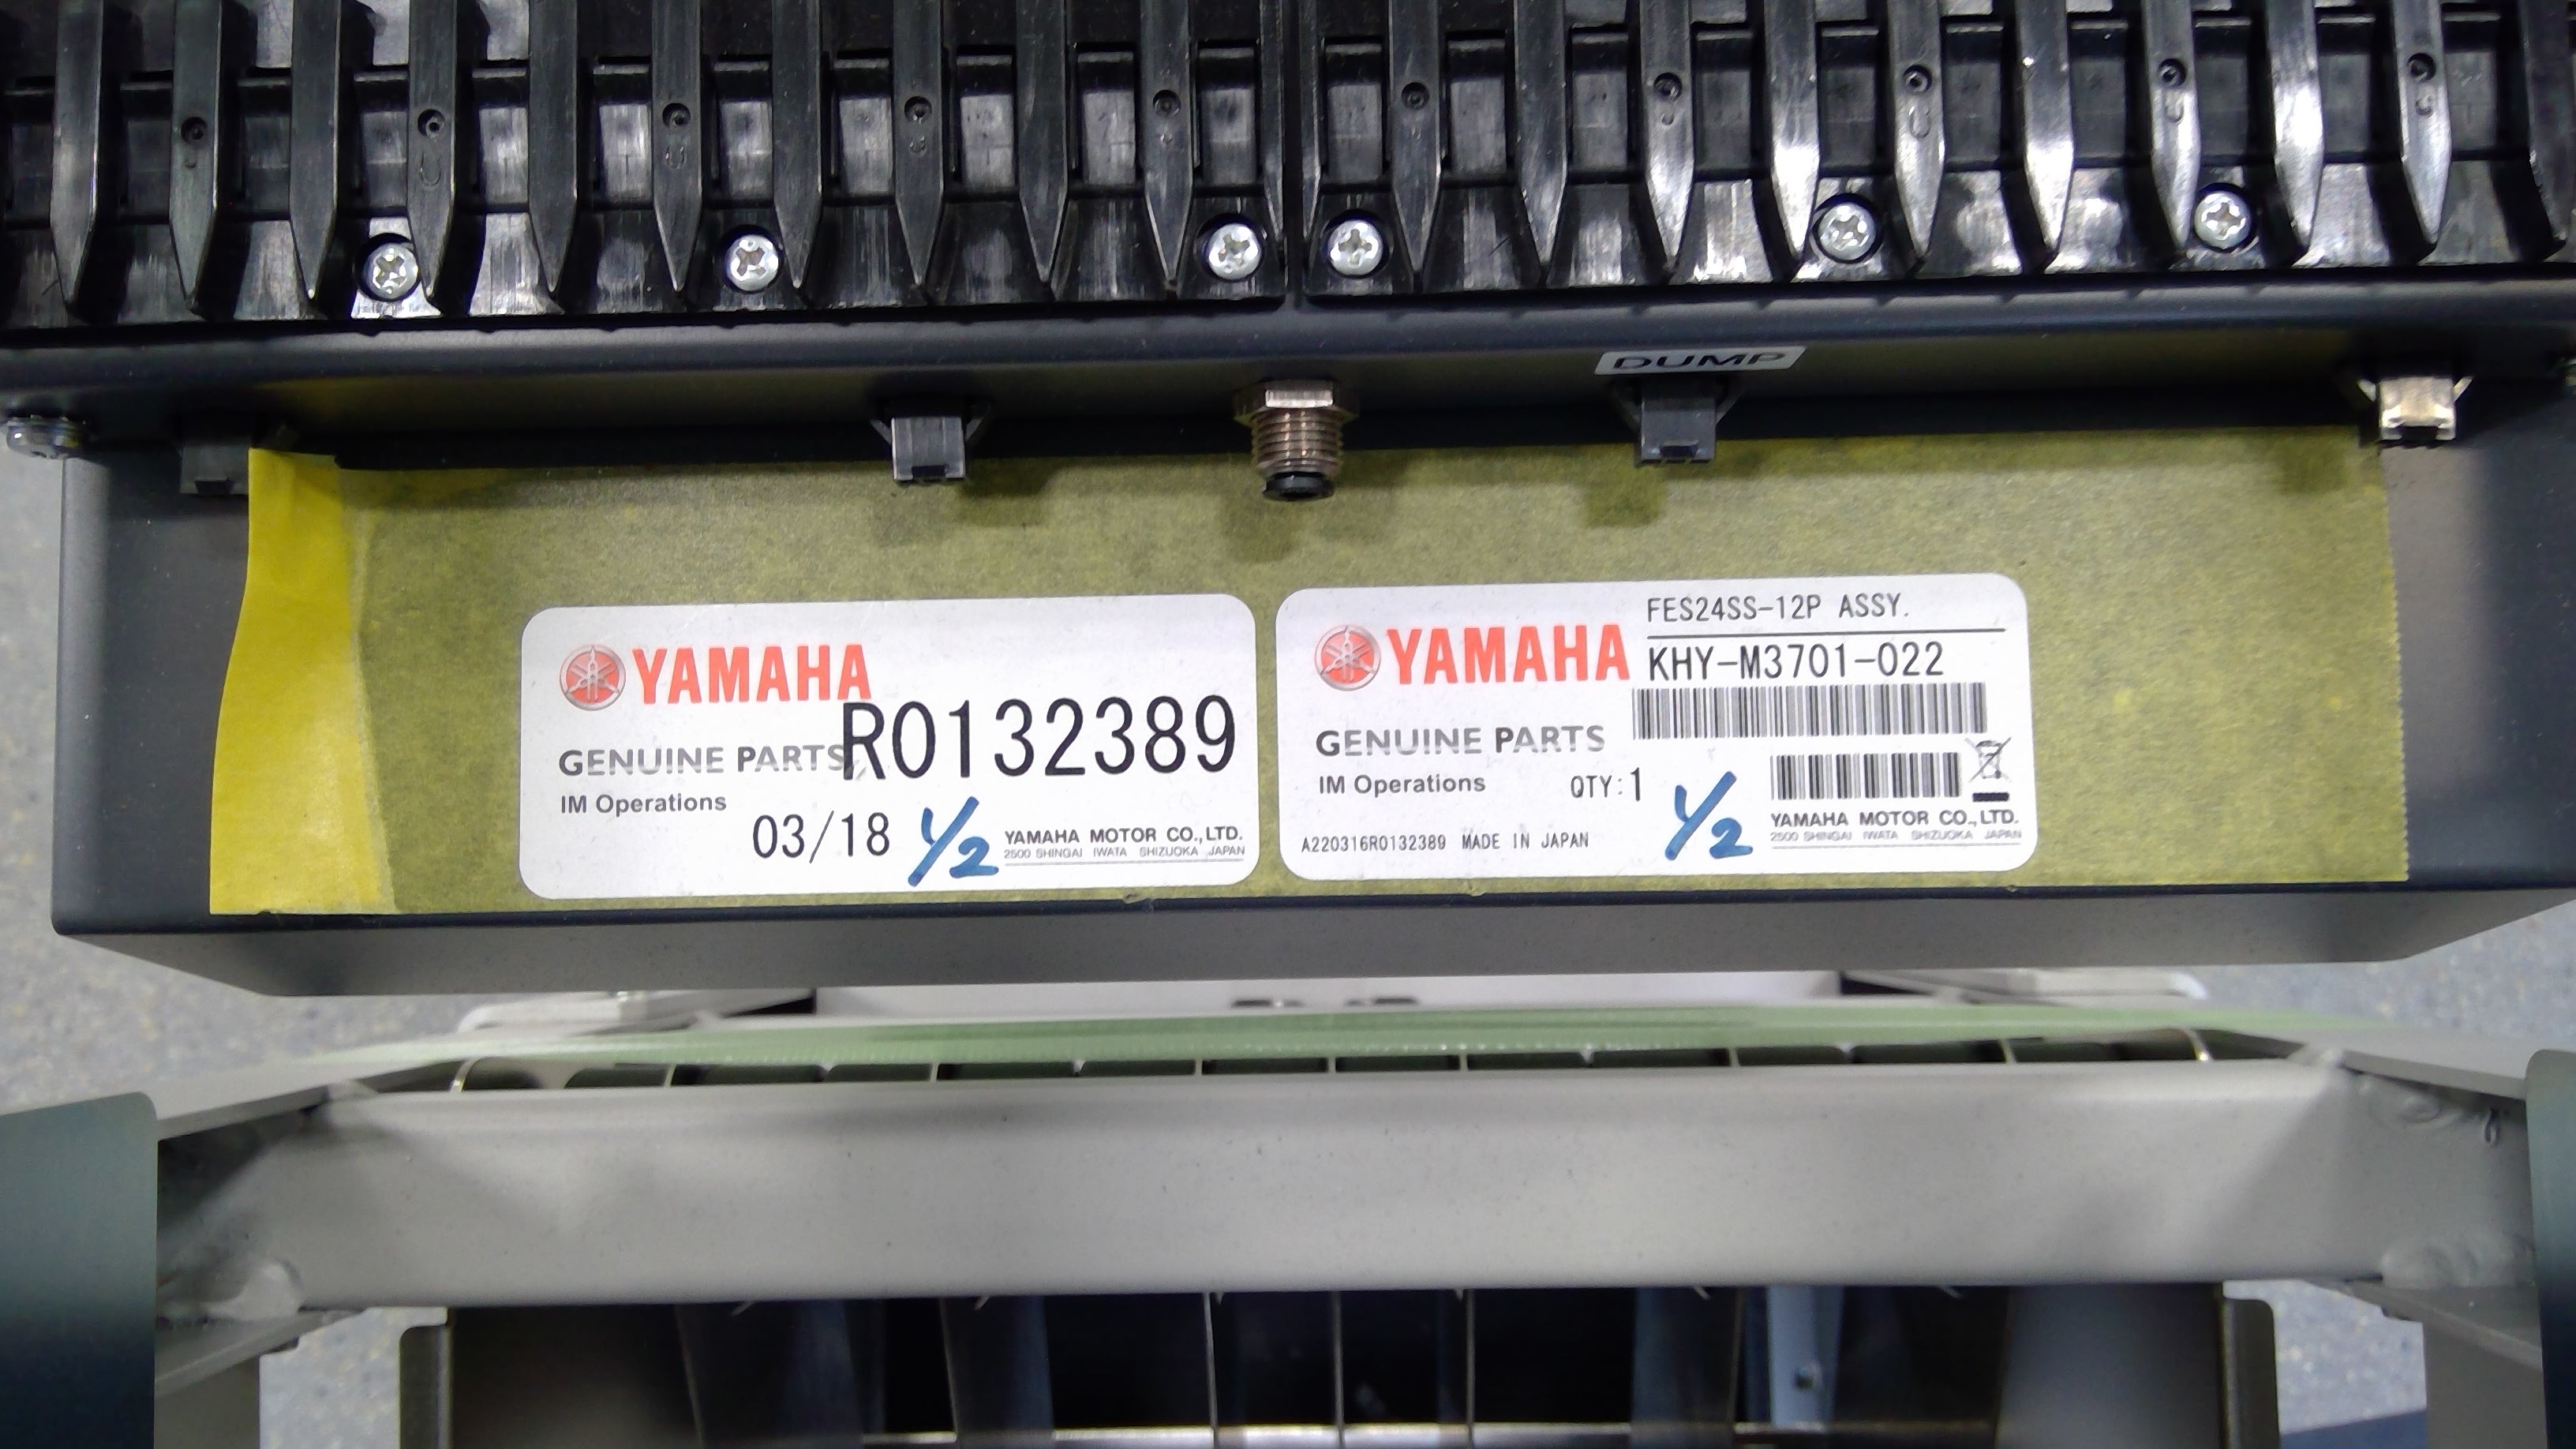 DUMP
YAMAHA
R0132389
GENUINE PARTS
IM Operations
03/18 1/2
YAMAHA MOTOR CO.,LTD.
2500 SHINGAI IWATA SHIZUOKA JAPAN
FES24SS-12P ASSY.
YAMAHA
KHY-M3701-022
GENUINE PARTS
IM Operations
QTY:1
1/2
YAMAHA MOTOR CO.,LTD.
2500 SHINGAI IWATA SHIZUOKA JAPAN
A220316R0132389 MADE IN JAPAN